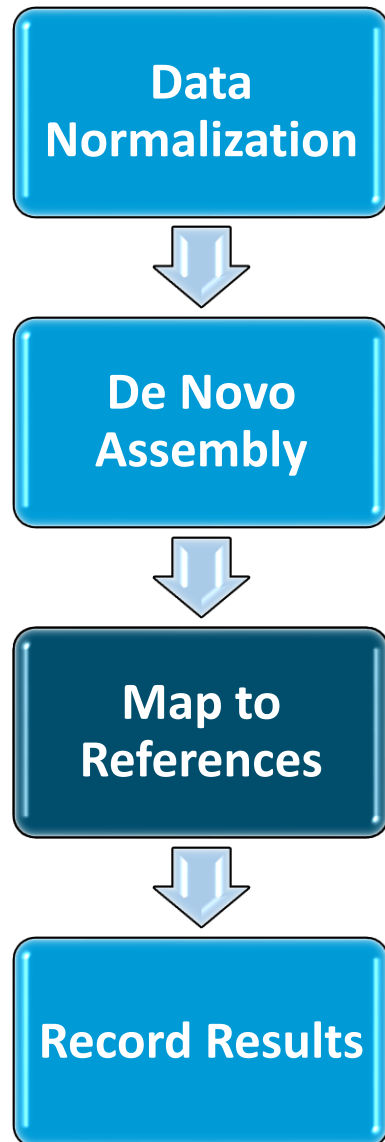 Data
Normalization
De Novo
Assembly
Map to
References
Record Results